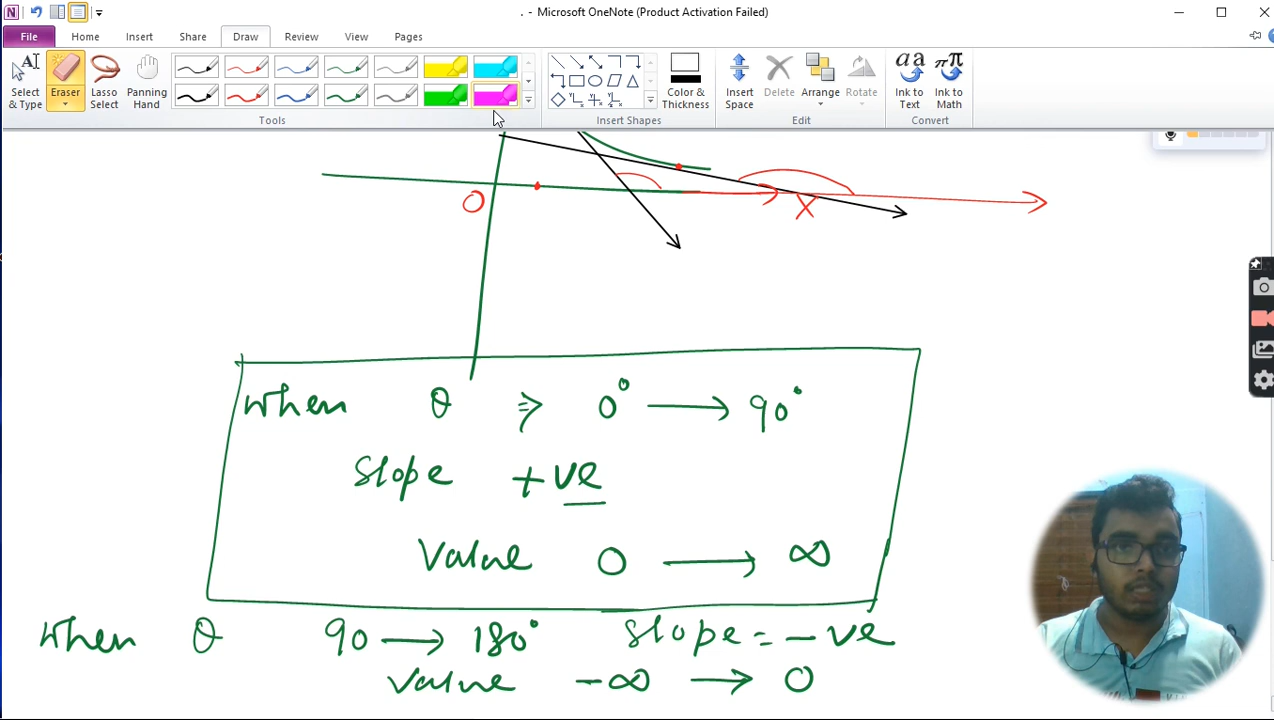 . - Microsoft OneNote (Product Activation Failed)
File Home Insert Share Draw Review View Pages
Select & Type Eraser Lasso Select Panning Hand Color & Thickness Insert Space Delete Arrange Rotate Ink to Text Ink to Math
Tools Insert Shapes Edit Convert
O X
When θ ⩾ 0° → 90°
Slope +ve
Value 0 → ∞
When θ 90 → 180° Slope = -ve
Value -∞ → 0